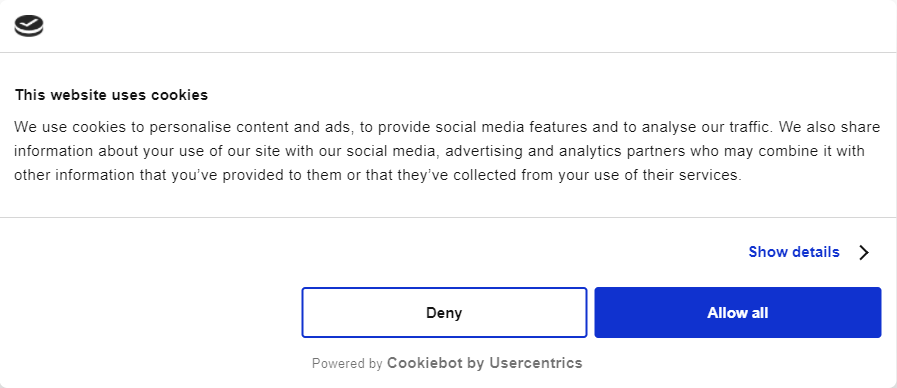 This website uses cookies
We use cookies to personalise content and ads, to provide social media features and to analyse our traffic. We also share
information about your use of our site with our social media, advertising and analytics partners who may combine it with
other information that you’ve provided to them or that they’ve collected from your use of their services.
Show details
Deny
Allow all
Powered by Cookiebot by Usercentrics